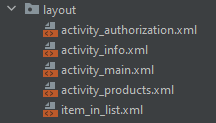 layout
activity_authorization.xml
activity_info.xml
activity_main.xml
activity_products.xml
item_in_list.xml